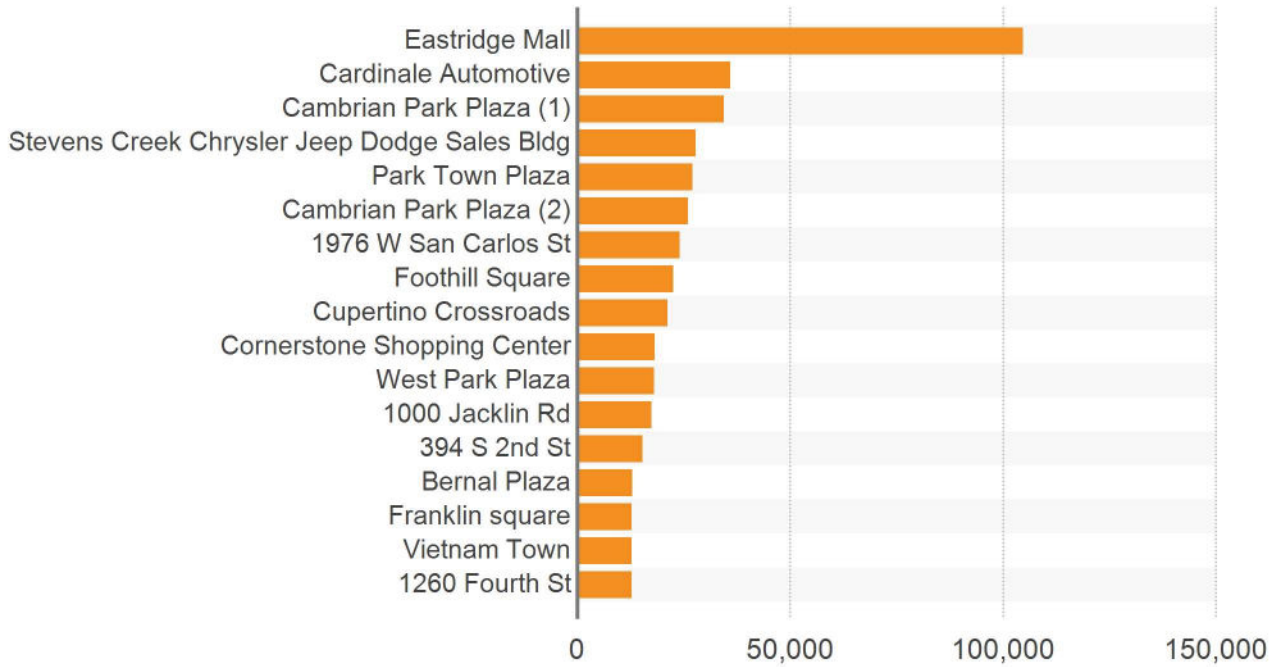 Eastridge Mall
Cardinale Automotive
Cambrian Park Plaza (1)
Stevens Creek Chrysler Jeep Dodge Sales Bldg
Park Town Plaza
Cambrian Park Plaza (2)
1976 W San Carlos St
Foothill Square
Cupertino Crossroads
Cornerstone Shopping Center
West Park Plaza
1000 Jacklin Rd
394 S 2nd St
Bernal Plaza
Franklin square
Vietnam Town
1260 Fourth St
0 50,000 100,000 150,000